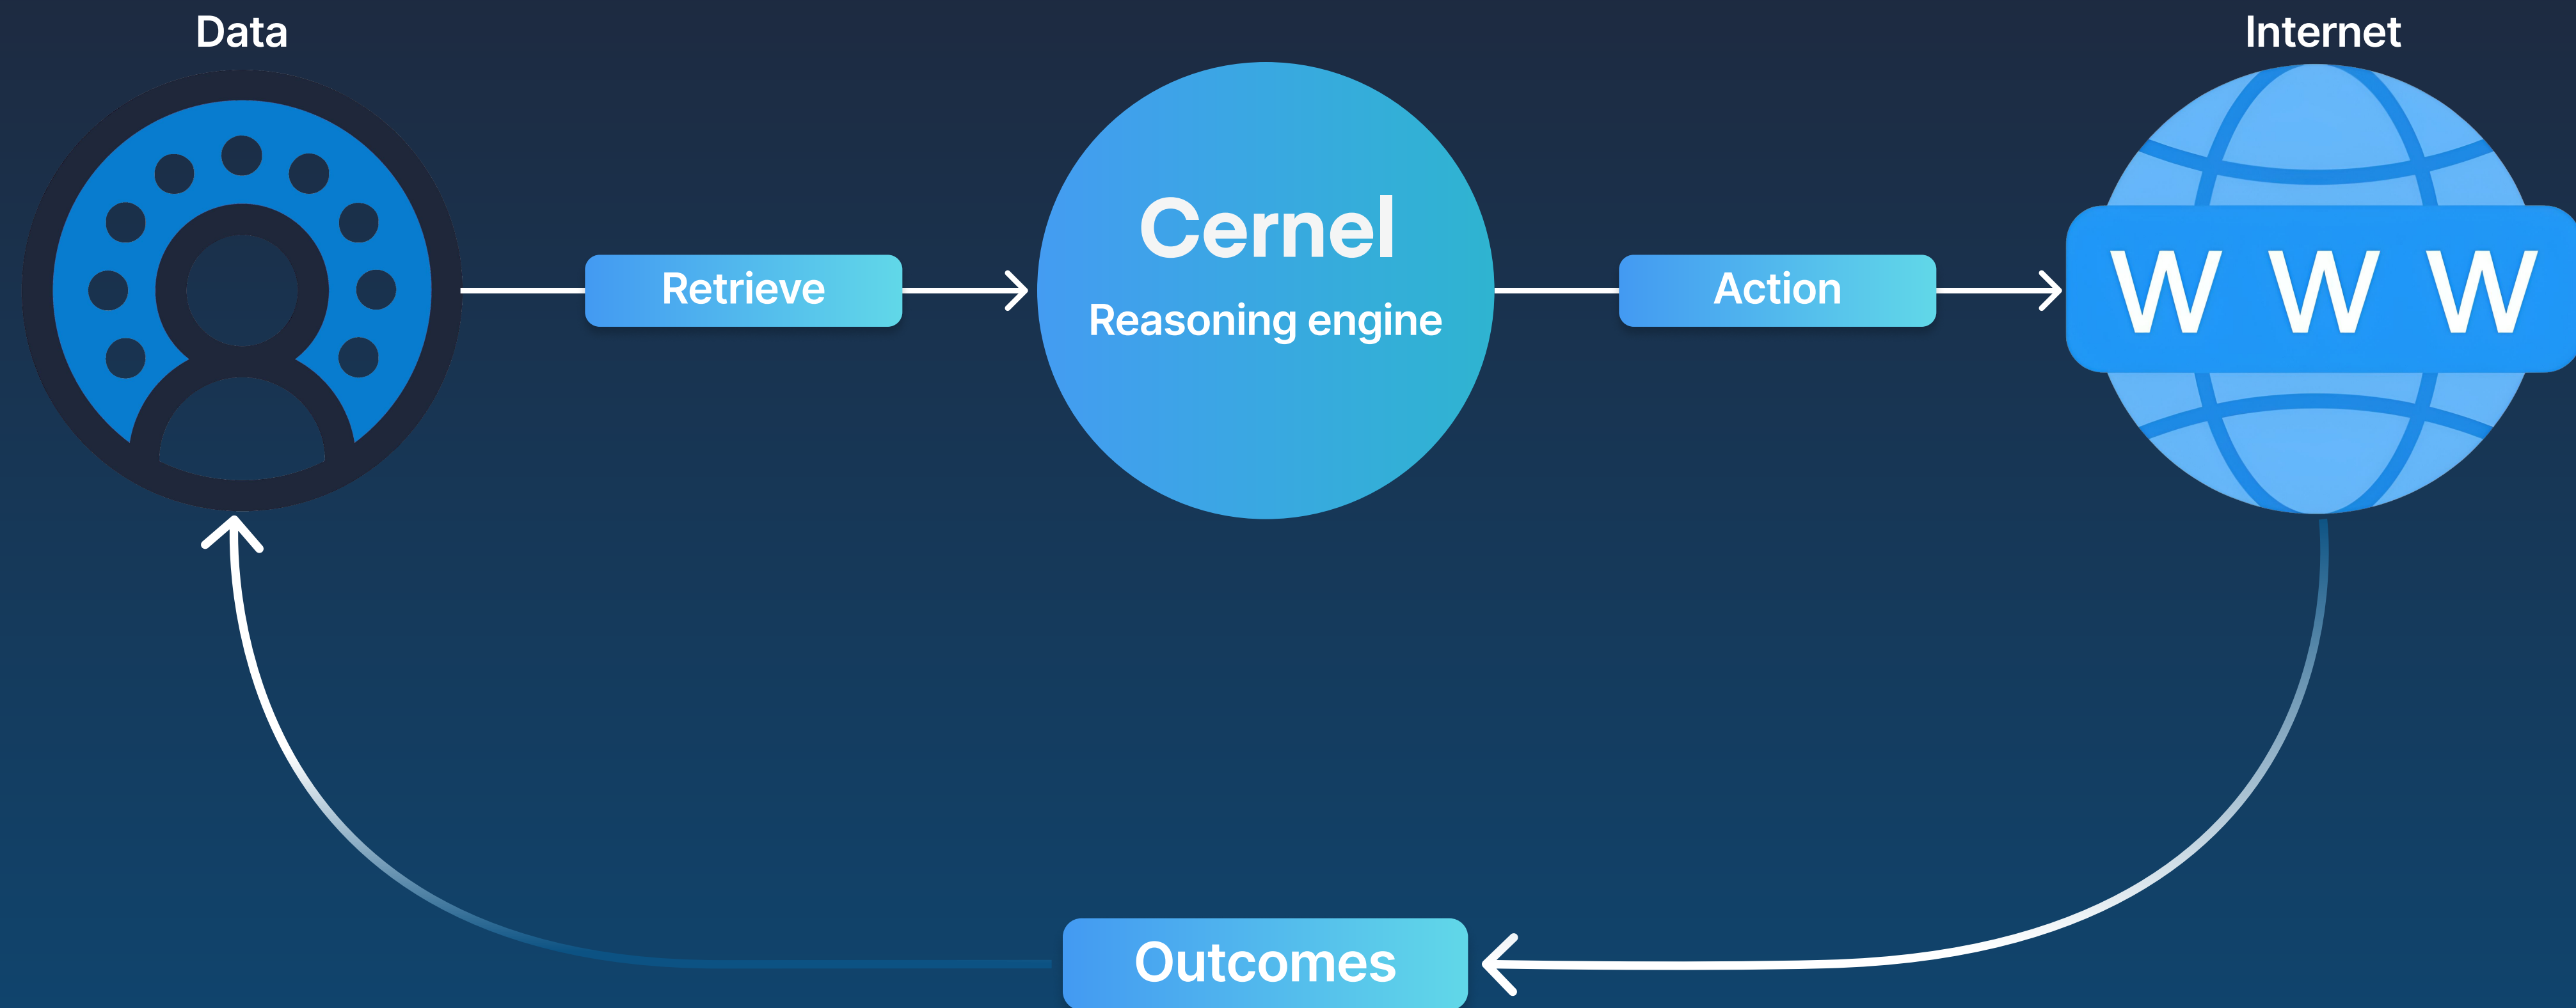 Data
Internet
Cernel
Retrieve
Action
W W W
Reasoning engine
Outcomes